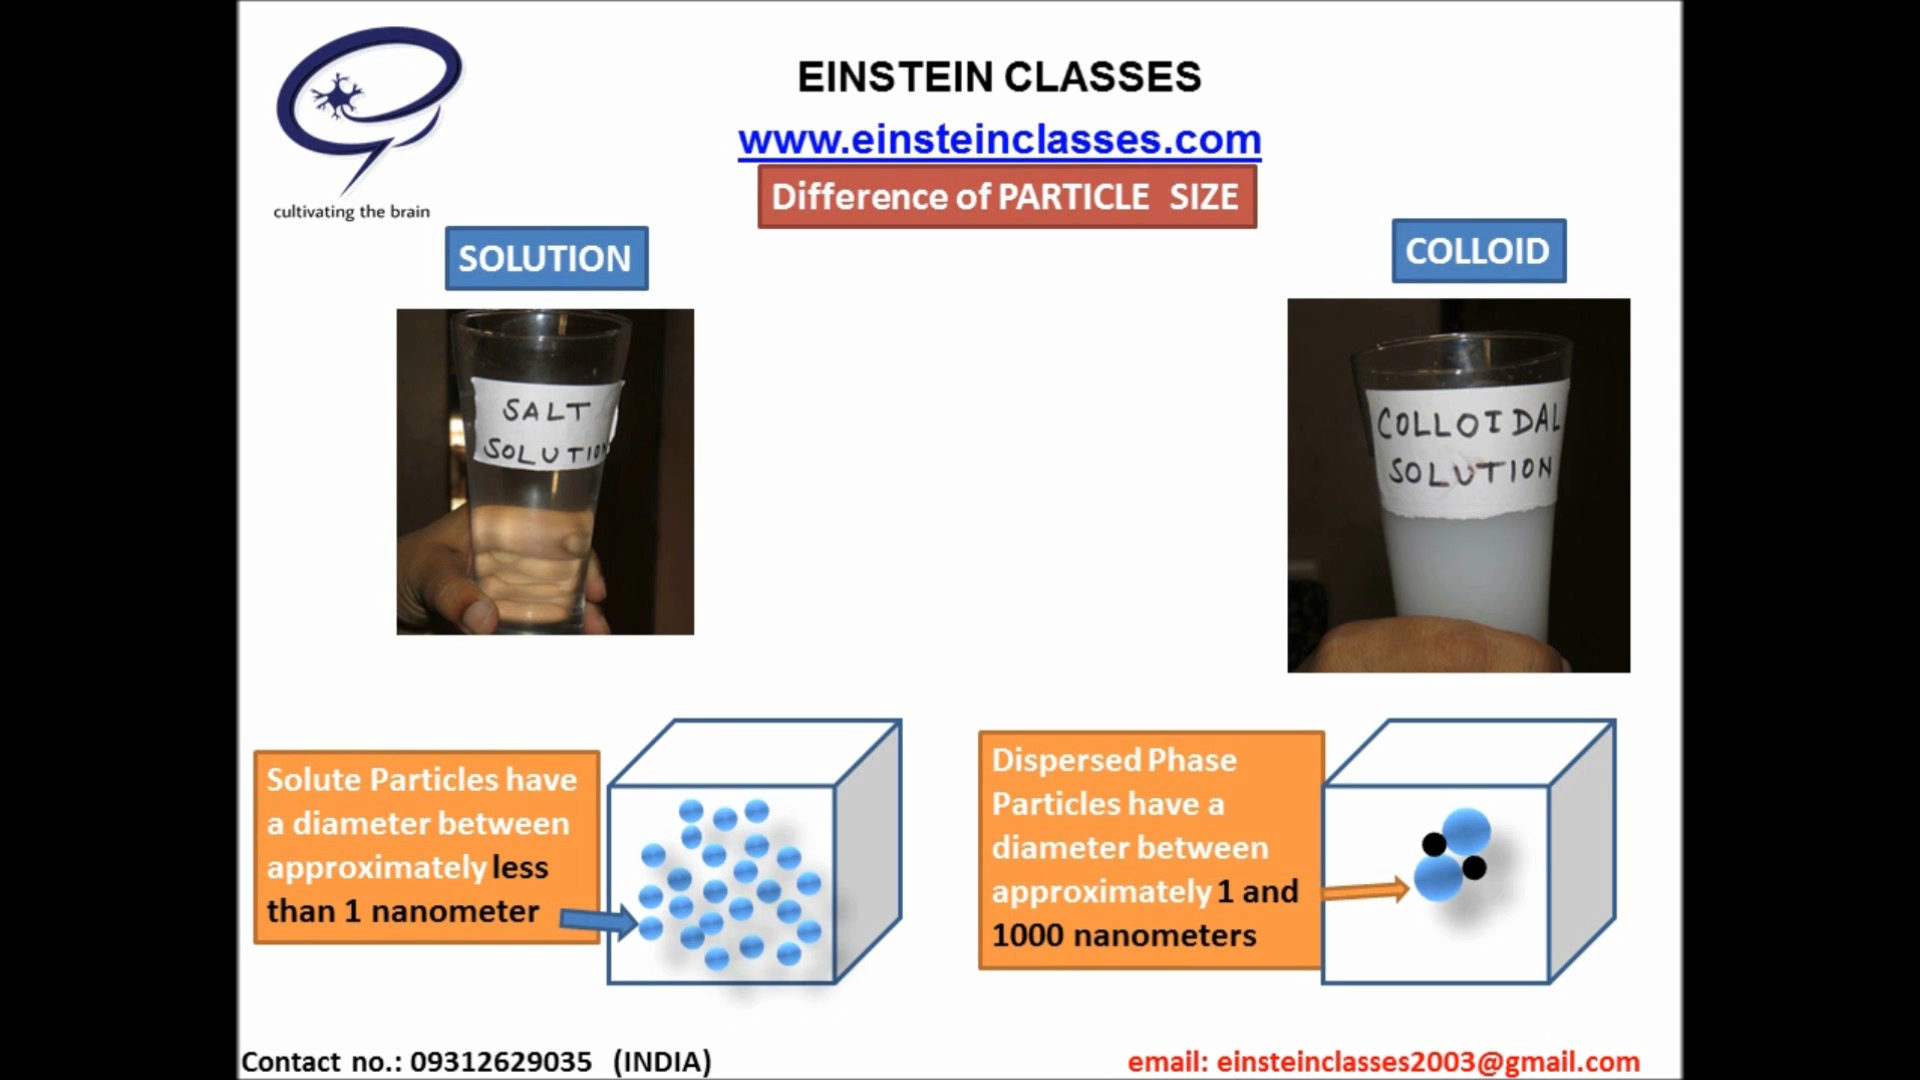 EINSTEIN CLASSES
www.einsteinclasses.com
Difference of PARTICLE SIZE
cultivating the brain
SOLUTION
COLLOID
SALT
SOLUTION
COLLOIDAL
SOLUTION
Solute Particles have
a diameter between
approximately less
than 1 nanometer
Dispersed Phase
Particles have a
diameter between
approximately 1 and
1000 nanometers
Contact no.: 09312629035 (INDIA)
email: einsteinclasses2003@gmail.com